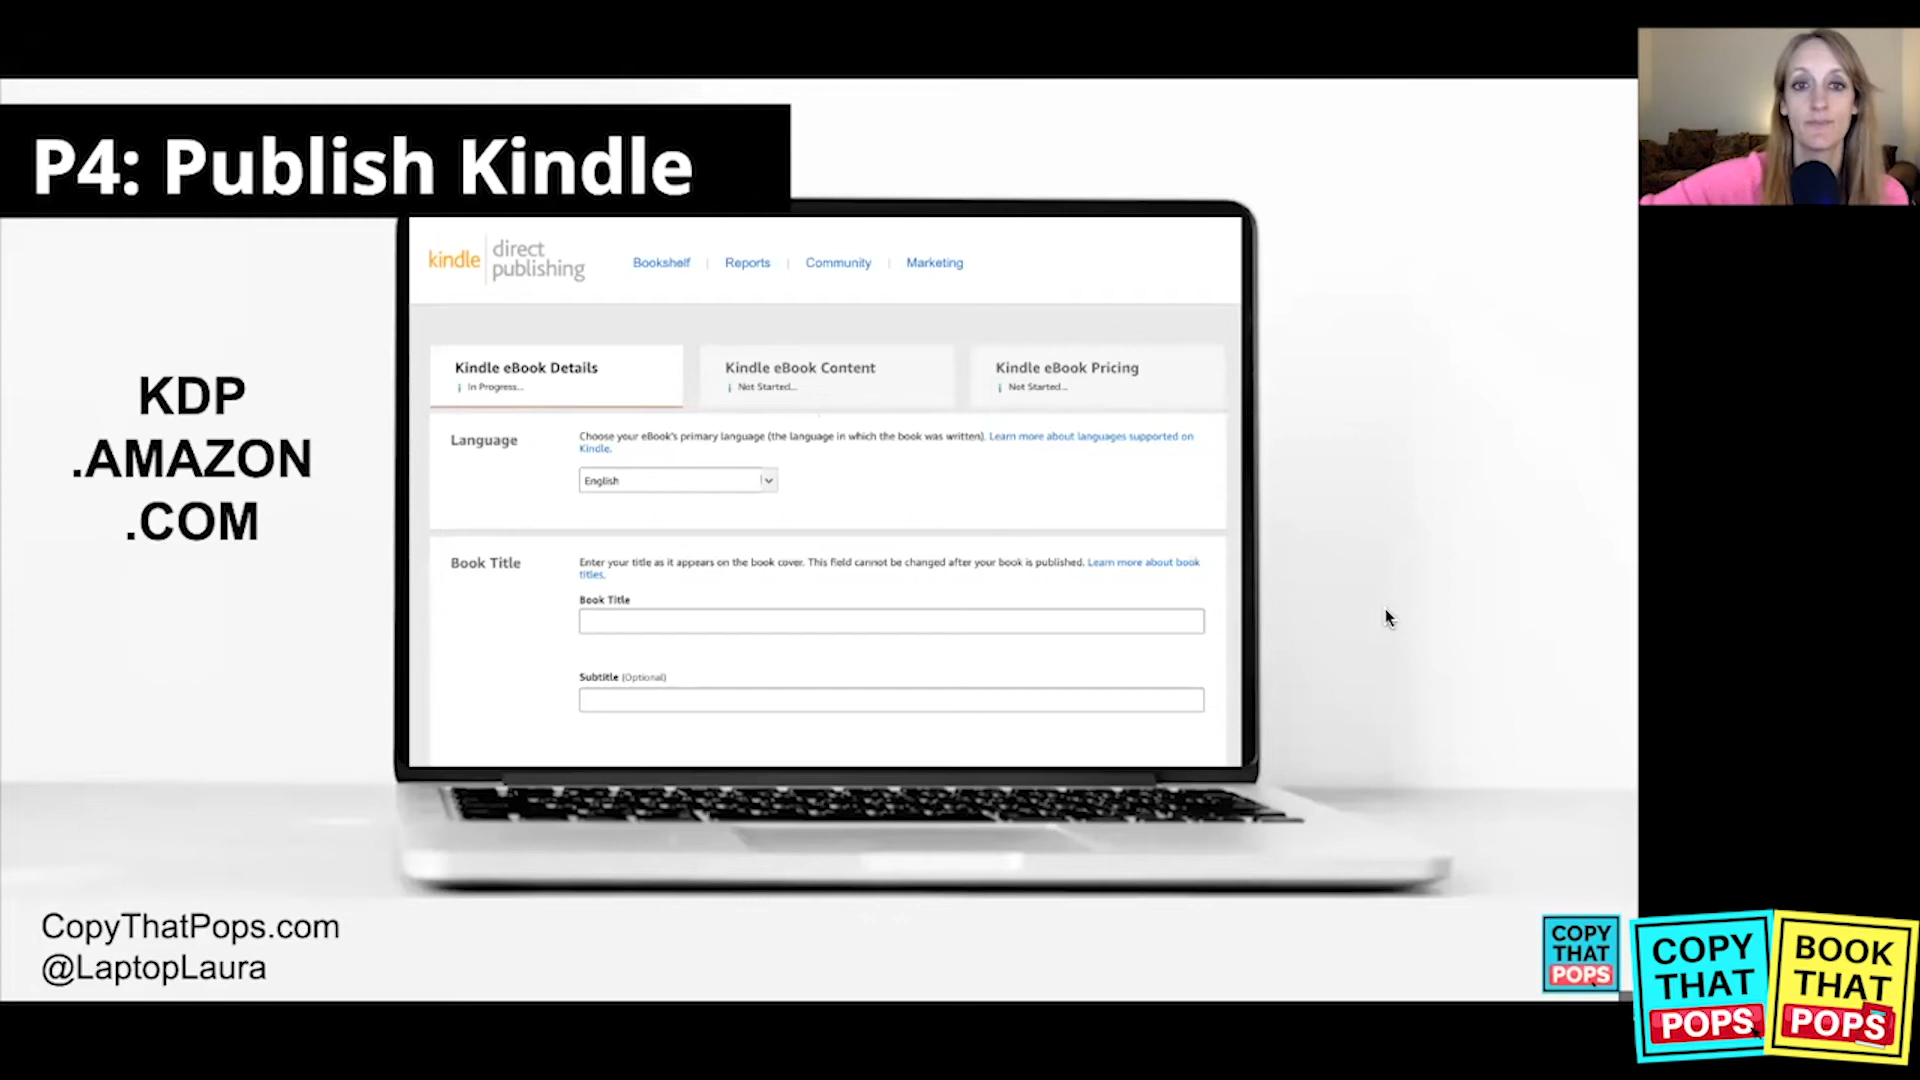 P4: Publish Kindle
kindle direct publishing
Bookshelf | Reports | Community | Marketing
Kindle eBook Details
In Progress...
Kindle eBook Content
Not Started...
Kindle eBook Pricing
Not Started...
KDP
.AMAZON
.COM
Language
Choose your eBook's primary language (the language in which the book was written). Learn more about languages supported on
Kindle.
English
Book Title
Enter your title as it appears on the book cover. This field cannot be changed after your book is published. Learn more about book
titles.
Book Title
Subtitle (Optional)
CopyThatPops.com
@LaptopLaura
COPY
THAT
POPS
COPY
THAT
POPS
BOOK
THAT
POPS